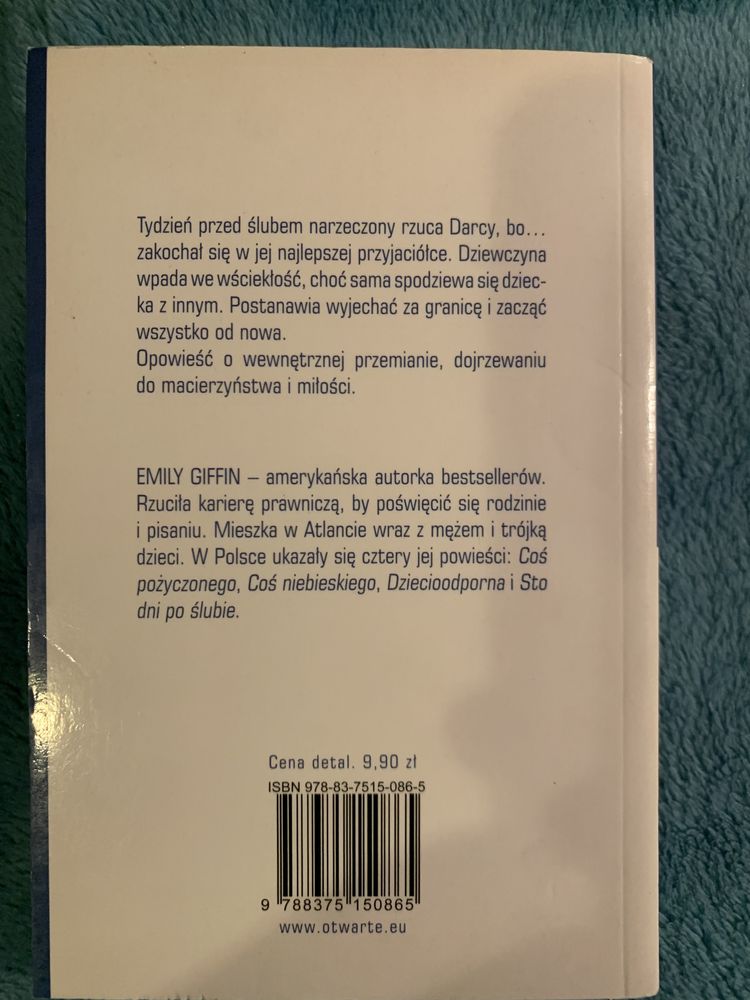 Tydzień przed ślubem narzeczony rzuca Darcy, bo...
zakochał się w jej najlepszej przyjaciółce. Dziewczyna
wpada we wściekłość, choć sama spodziewa się dziec-
ka z innym. Postanawia wyjechać za granicę i zacząć
wszystko od nowa.
Opowieść o wewnętrznej przemianie, dojrzewaniu
do macierzyństwa i miłości.
EMILY GIFFIN – amerykańska autorka bestsellerów.
Rzuciła karierę prawniczą, by poświęcić się rodzinie
i pisaniu. Mieszka w Atlancie wraz z mężem i trójką
dzieci. W Polsce ukazały się cztery jej powieści: Coś
pożyczonego, Coś niebieskiego, Dziecioodporna i Sto
dni po ślubie.
Cena detal. 9,90 zł
ISBN 978-83-7515-086-5
9 788375 150865
www.otwarte.eu